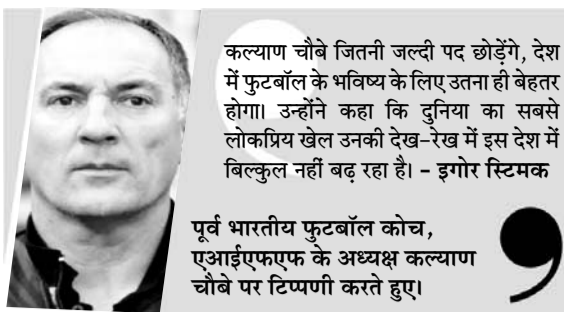 कल्याण चौबे जितनी जल्दी पद छोड़ेंगे, देश
में फुटबॉल के भविष्य के लिए उतना ही बेहतर
होगा। उन्होंने कहा कि दुनिया का सबसे
लोकप्रिय खेल उनकी देख-रेख में इस देश में
बिल्कुल नहीं बढ़ रहा है। - इगोर स्टिमक
पूर्व भारतीय फुटबॉल कोच,
एआईएफएफ के अध्यक्ष कल्याण
चौबे पर टिप्पणी करते हुए।